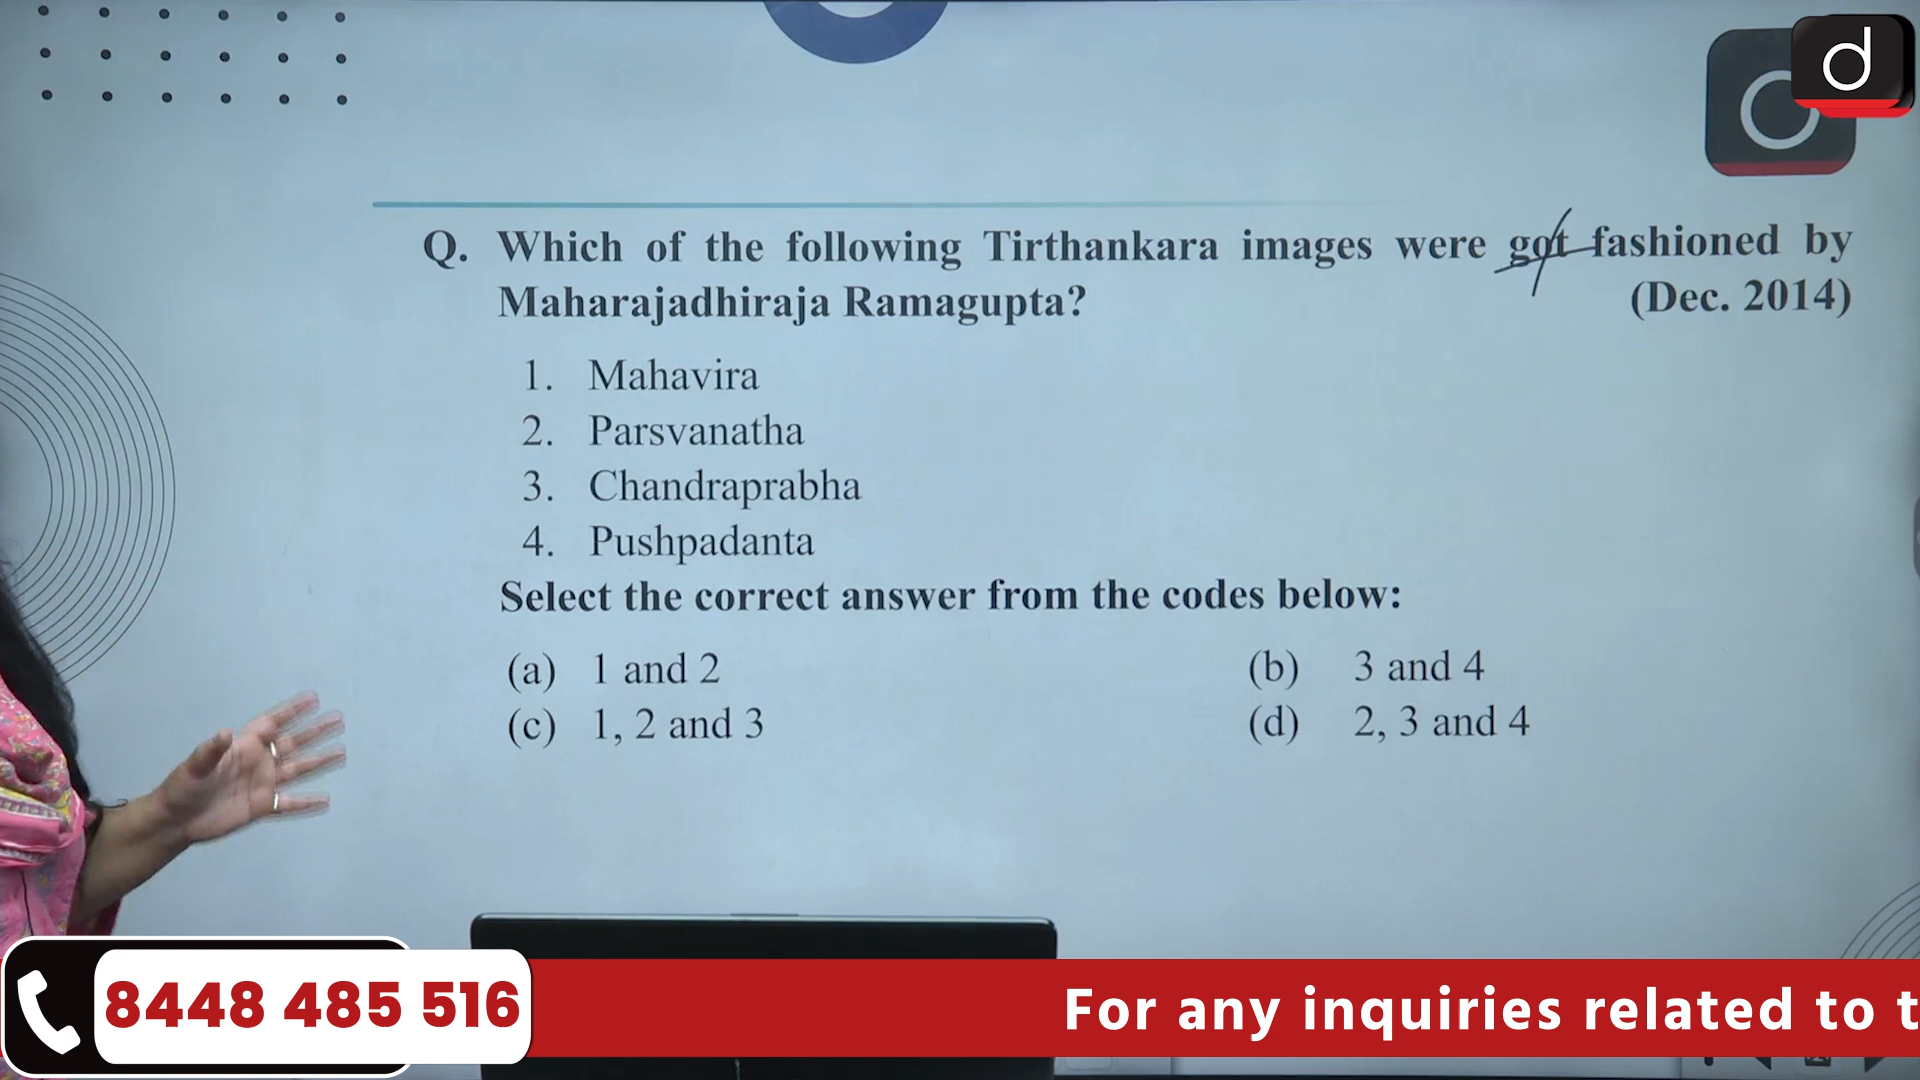 d
Q. Which of the following Tirthankara images were got fashioned by
Maharajadhiraja Ramagupta? (Dec. 2014)
1. Mahavira
2. Parsvanatha
3. Chandraprabha
4. Pushpadanta
Select the correct answer from the codes below:
(a) 1 and 2 (b) 3 and 4
(c) 1, 2 and 3 (d) 2, 3 and 4
8448 485 516 For any inquiries related to t